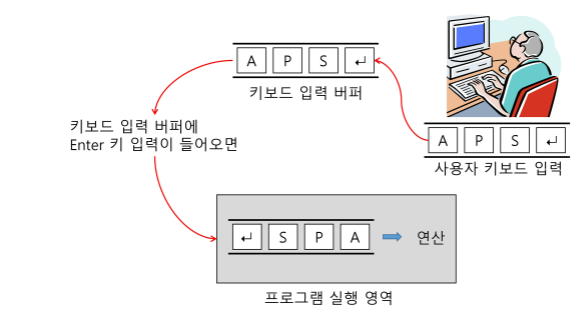 A P S ↵
키보드 입력 버퍼
A P S ↵
사용자 키보드 입력
키보드 입력 버퍼에
Enter 키 입력이 들어오면
↵ S P A 연산
프로그램 실행 영역